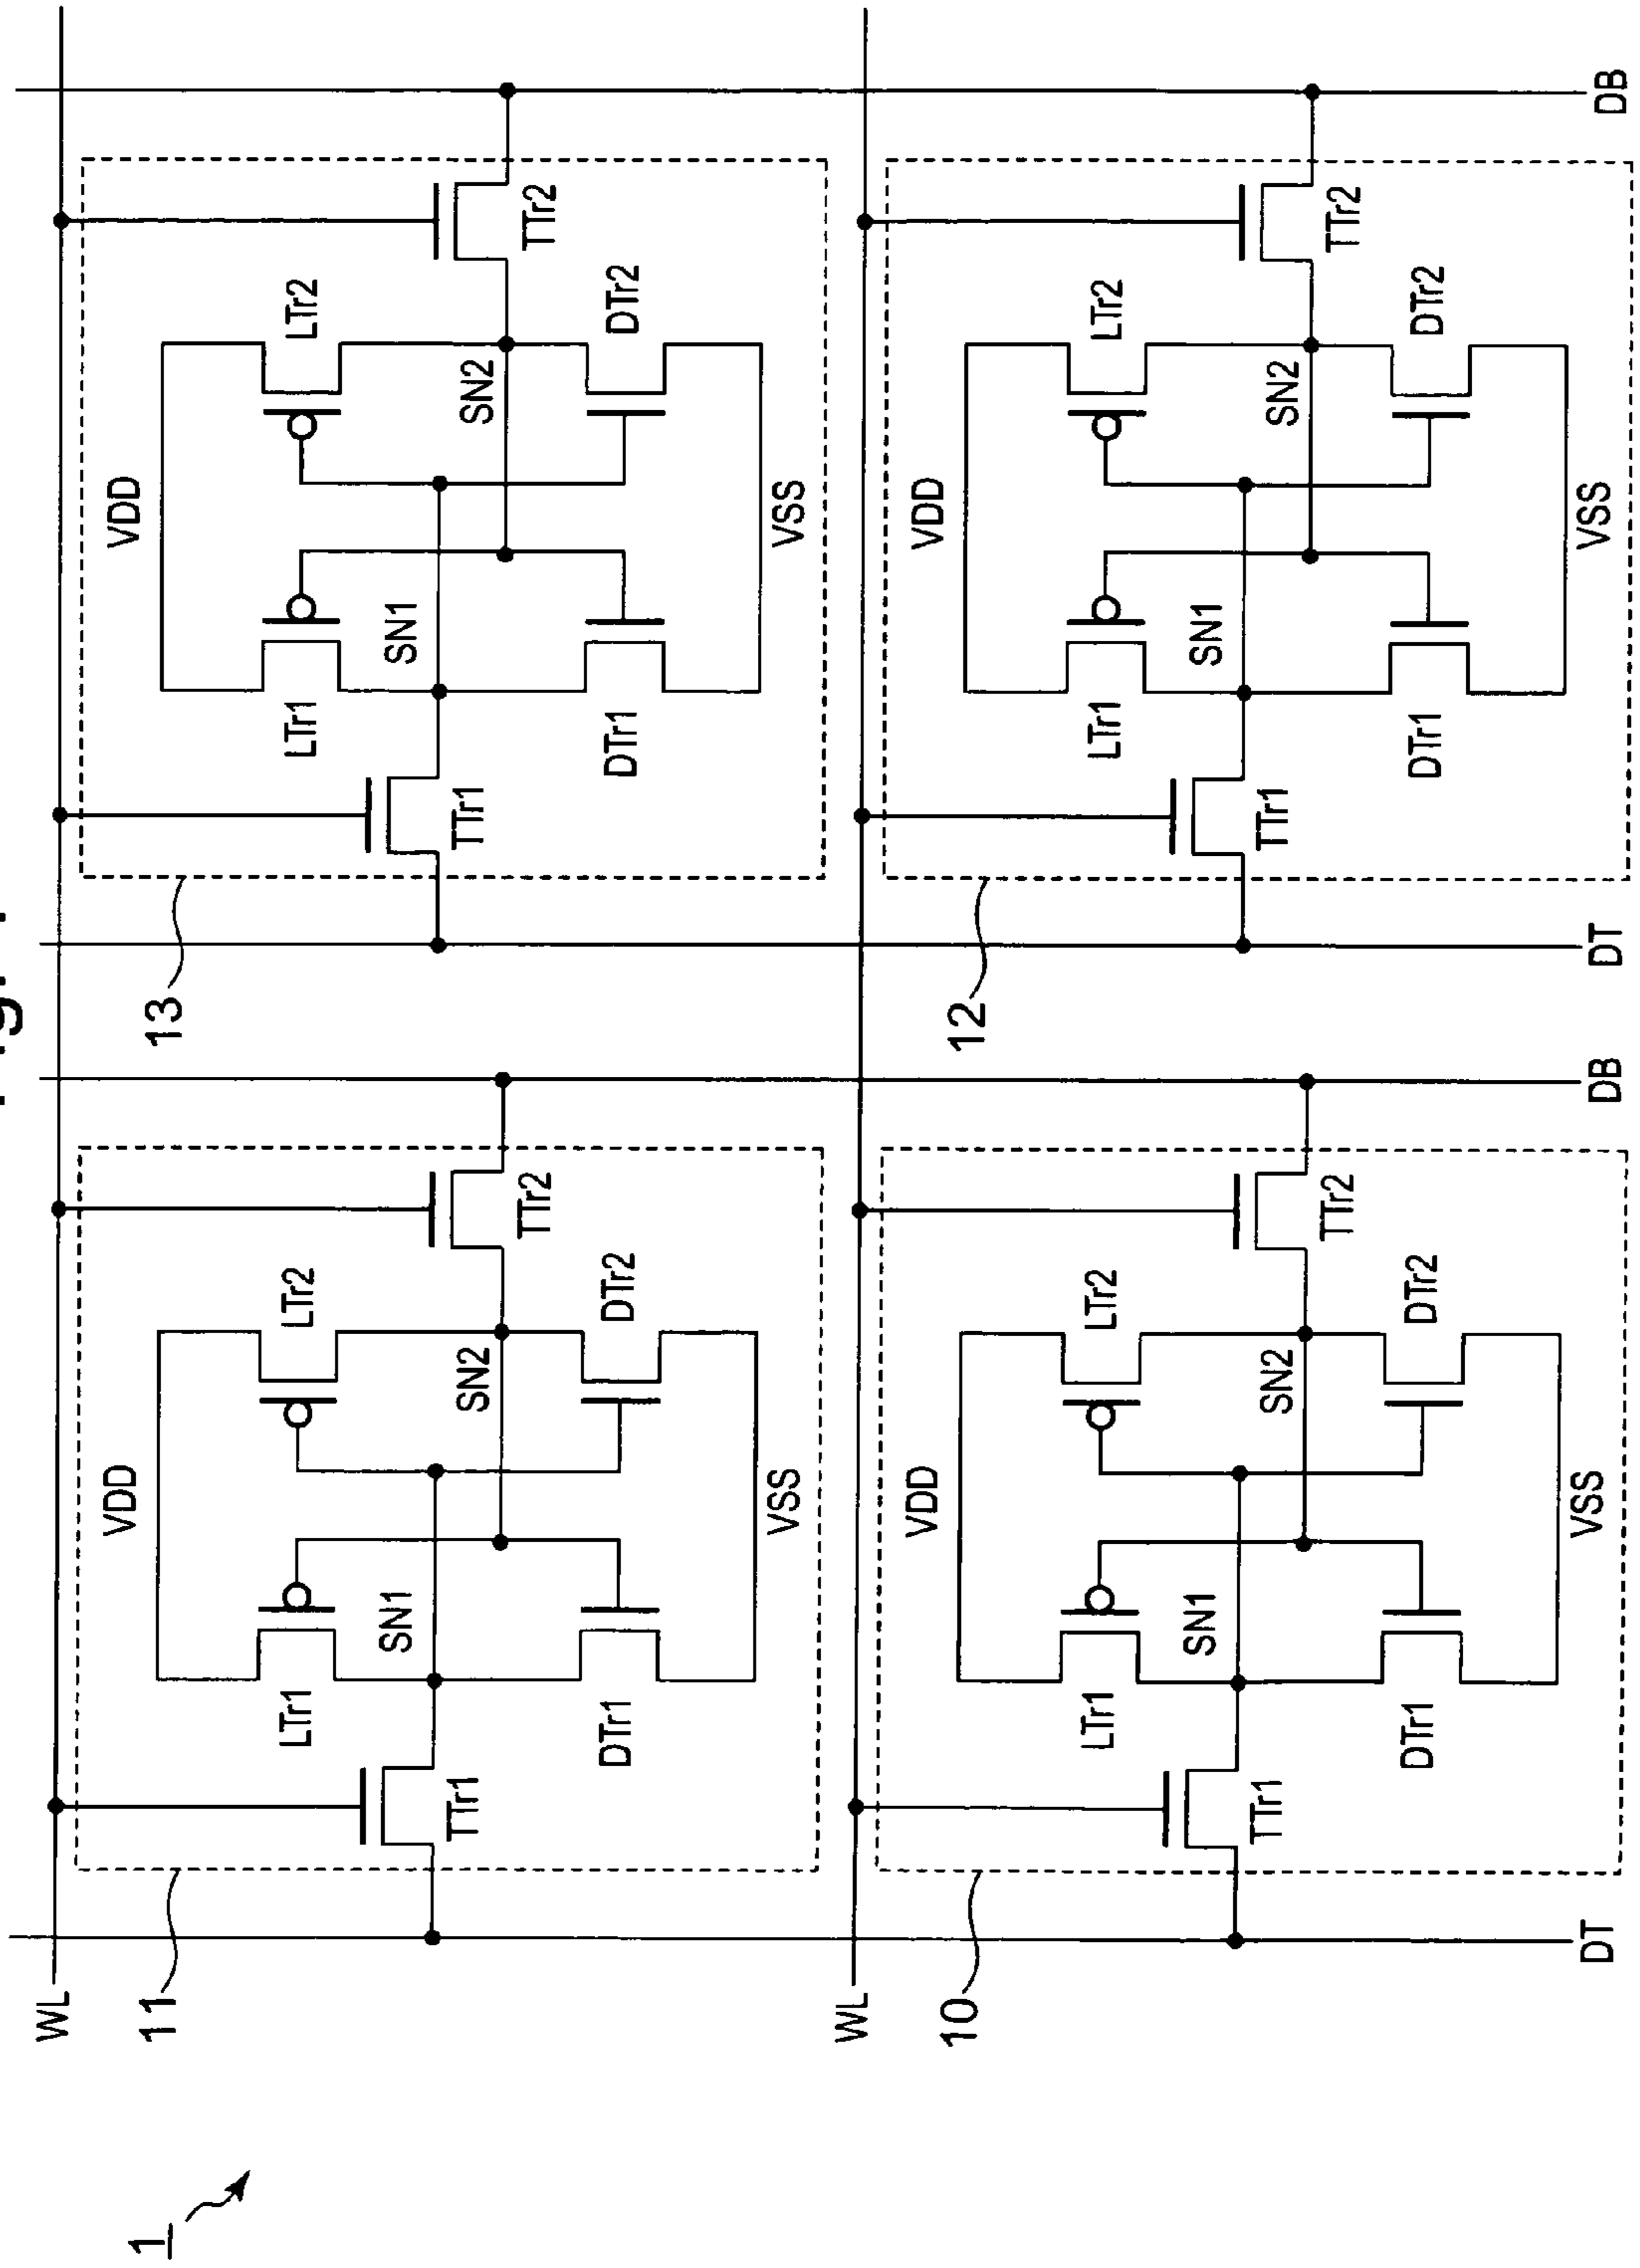 1
WL
11
VDD
LTr1
LTr2
SN1
SN2
TTr1
TTr2
DTr1
DTr2
VSS
13
VDD
LTr1
LTr2
SN1
SN2
TTr1
TTr2
DTr1
DTr2
VSS
WL
10
VDD
LTr1
LTr2
SN1
SN2
TTr1
TTr2
DTr1
DTr2
VSS
12
VDD
LTr1
LTr2
SN1
SN2
TTr1
TTr2
DTr1
DTr2
VSS
DT
DB
DT
DB